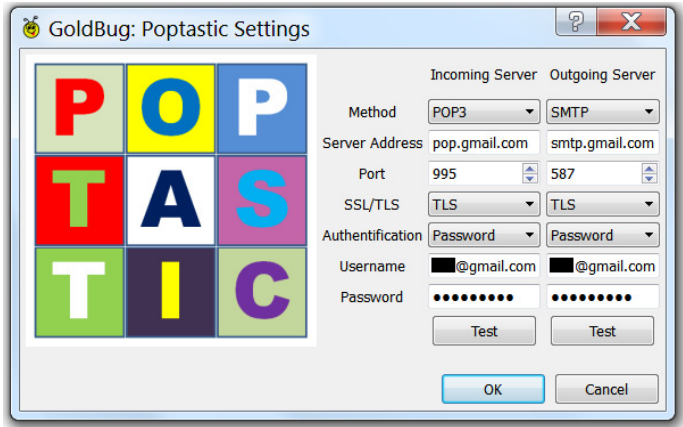 GoldBug: Poptastic Settings
P O P
T A S
T I C
Incoming Server Outgoing Server
Method POP3 SMTP
Server Address pop.gmail.com smtp.gmail.com
Port 995 587
SSL/TLS TLS TLS
Authentification Password Password
Username @gmail.com @gmail.com
Password ●●●●●●●●● ●●●●●●●●●
Test Test
OK Cancel